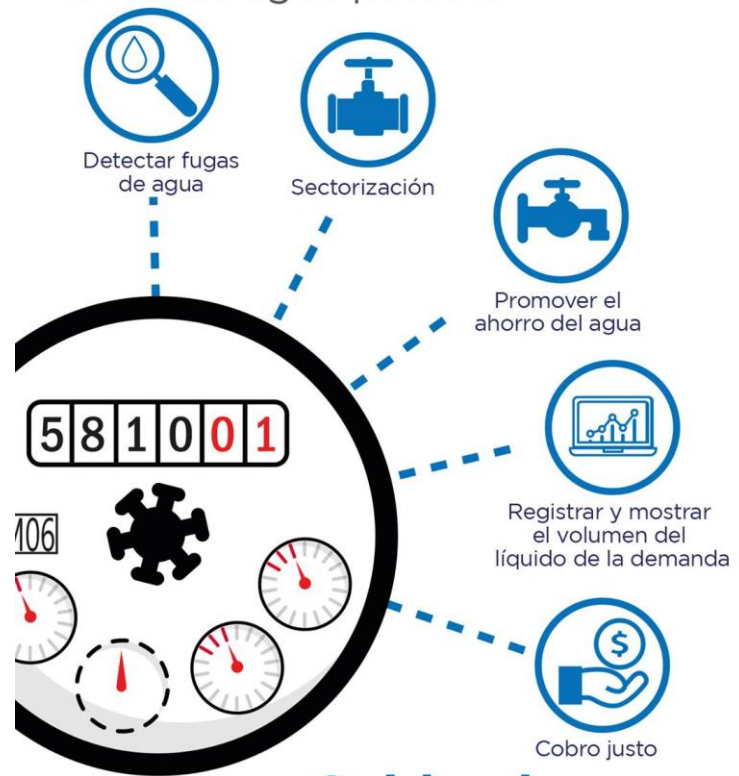 Detectar fugas
de agua
Sectorización
Promover el
ahorro del agua
581001
Registrar y mostrar
el volumen del
líquido de la demanda
Cobro justo